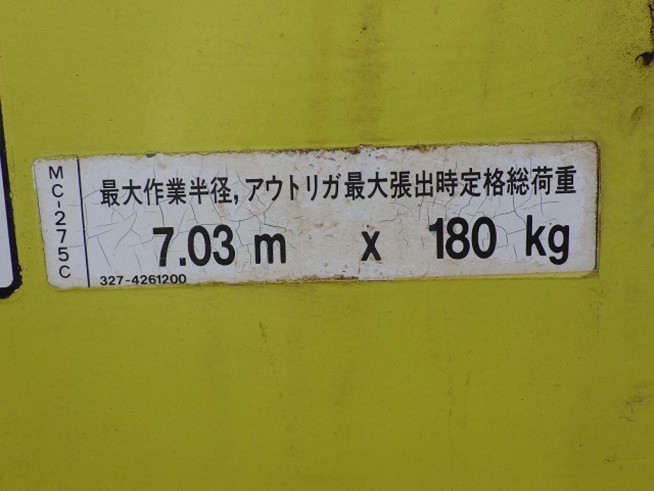 MC-275C
最大作業半径,アウトリガ最大張出時定格総荷重
7.03 m x 180 kg
327-4261200